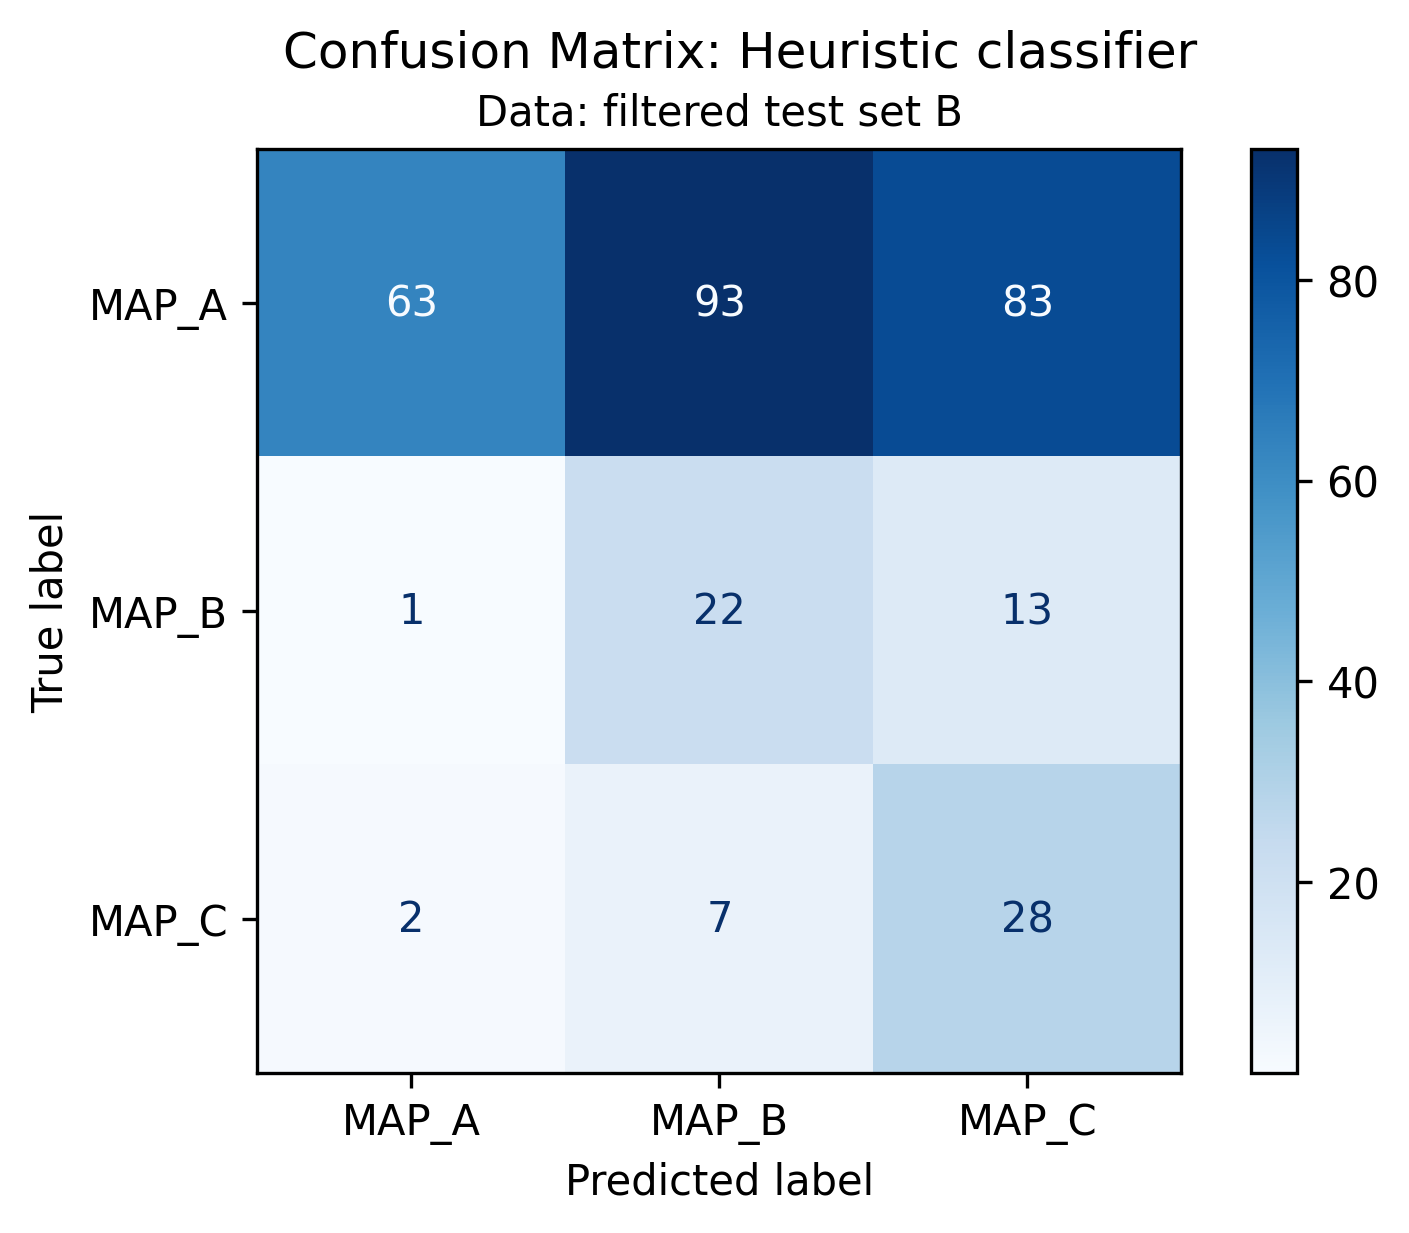 Confusion Matrix: Heuristic classifier
Data: filtered test set B
MAP_A 63 93 83
MAP_B 1 22 13
MAP_C 2 7 28
MAP_A MAP_B MAP_C
Predicted label
True label
80
60
40
20